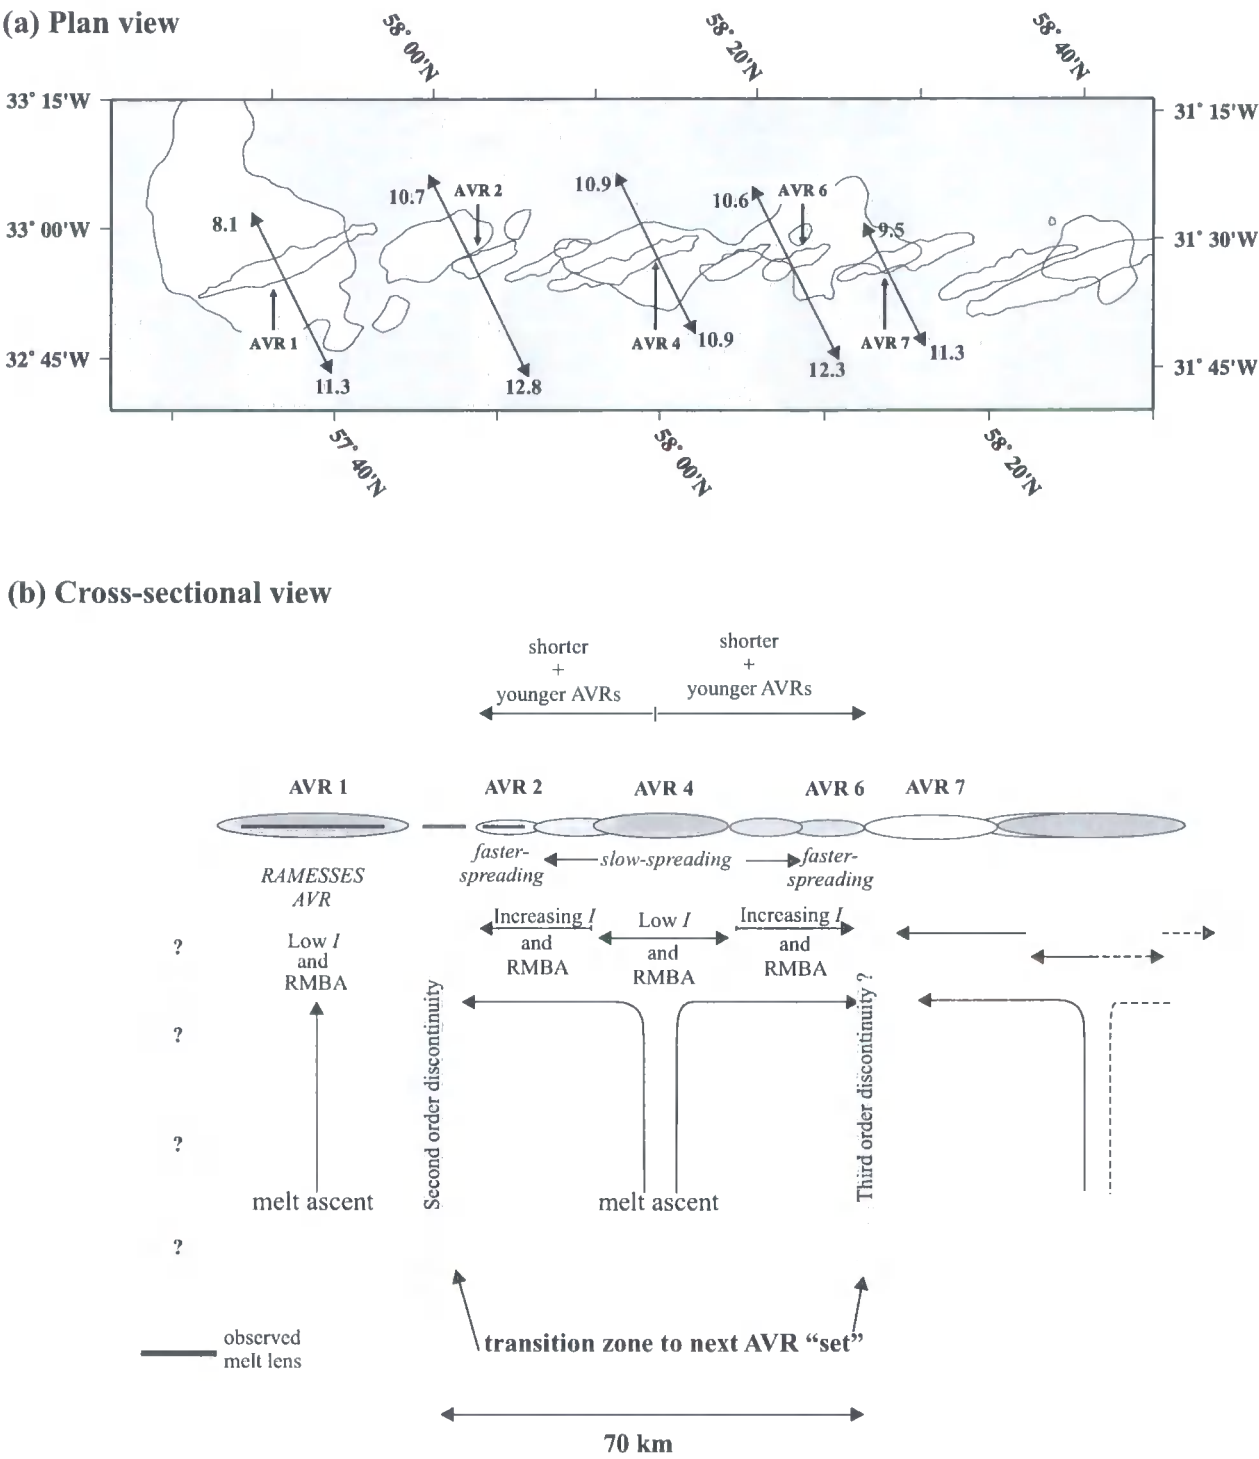 (a) Plan view
58° 00'N
58° 20'N
58° 40'N
33° 15'W
31° 15'W
10.7
AVR 2
10.9
10.6
AVR 6
8.1
9.5
33° 00'W
31° 30'W
AVR 1
AVR 4
10.9
AVR 7
11.3
32° 45'W
31° 45'W
11.3
12.8
12.3
57° 40'N
58° 00'N
58° 20'N
(b) Cross-sectional view
shorter
+
younger AVRs
shorter
+
younger AVRs
AVR 1
AVR 2
AVR 4
AVR 6
AVR 7
RAMESSES
AVR
faster-
spreading
slow-spreading
faster-
spreading
Low I
and
RMBA
Increasing I
and
RMBA
Low I
and
RMBA
Increasing I
and
RMBA
?
?
?
?
Second order discontinuity
Third order discontinuity ?
melt ascent
melt ascent
observed
melt lens
transition zone to next AVR “set”
70 km